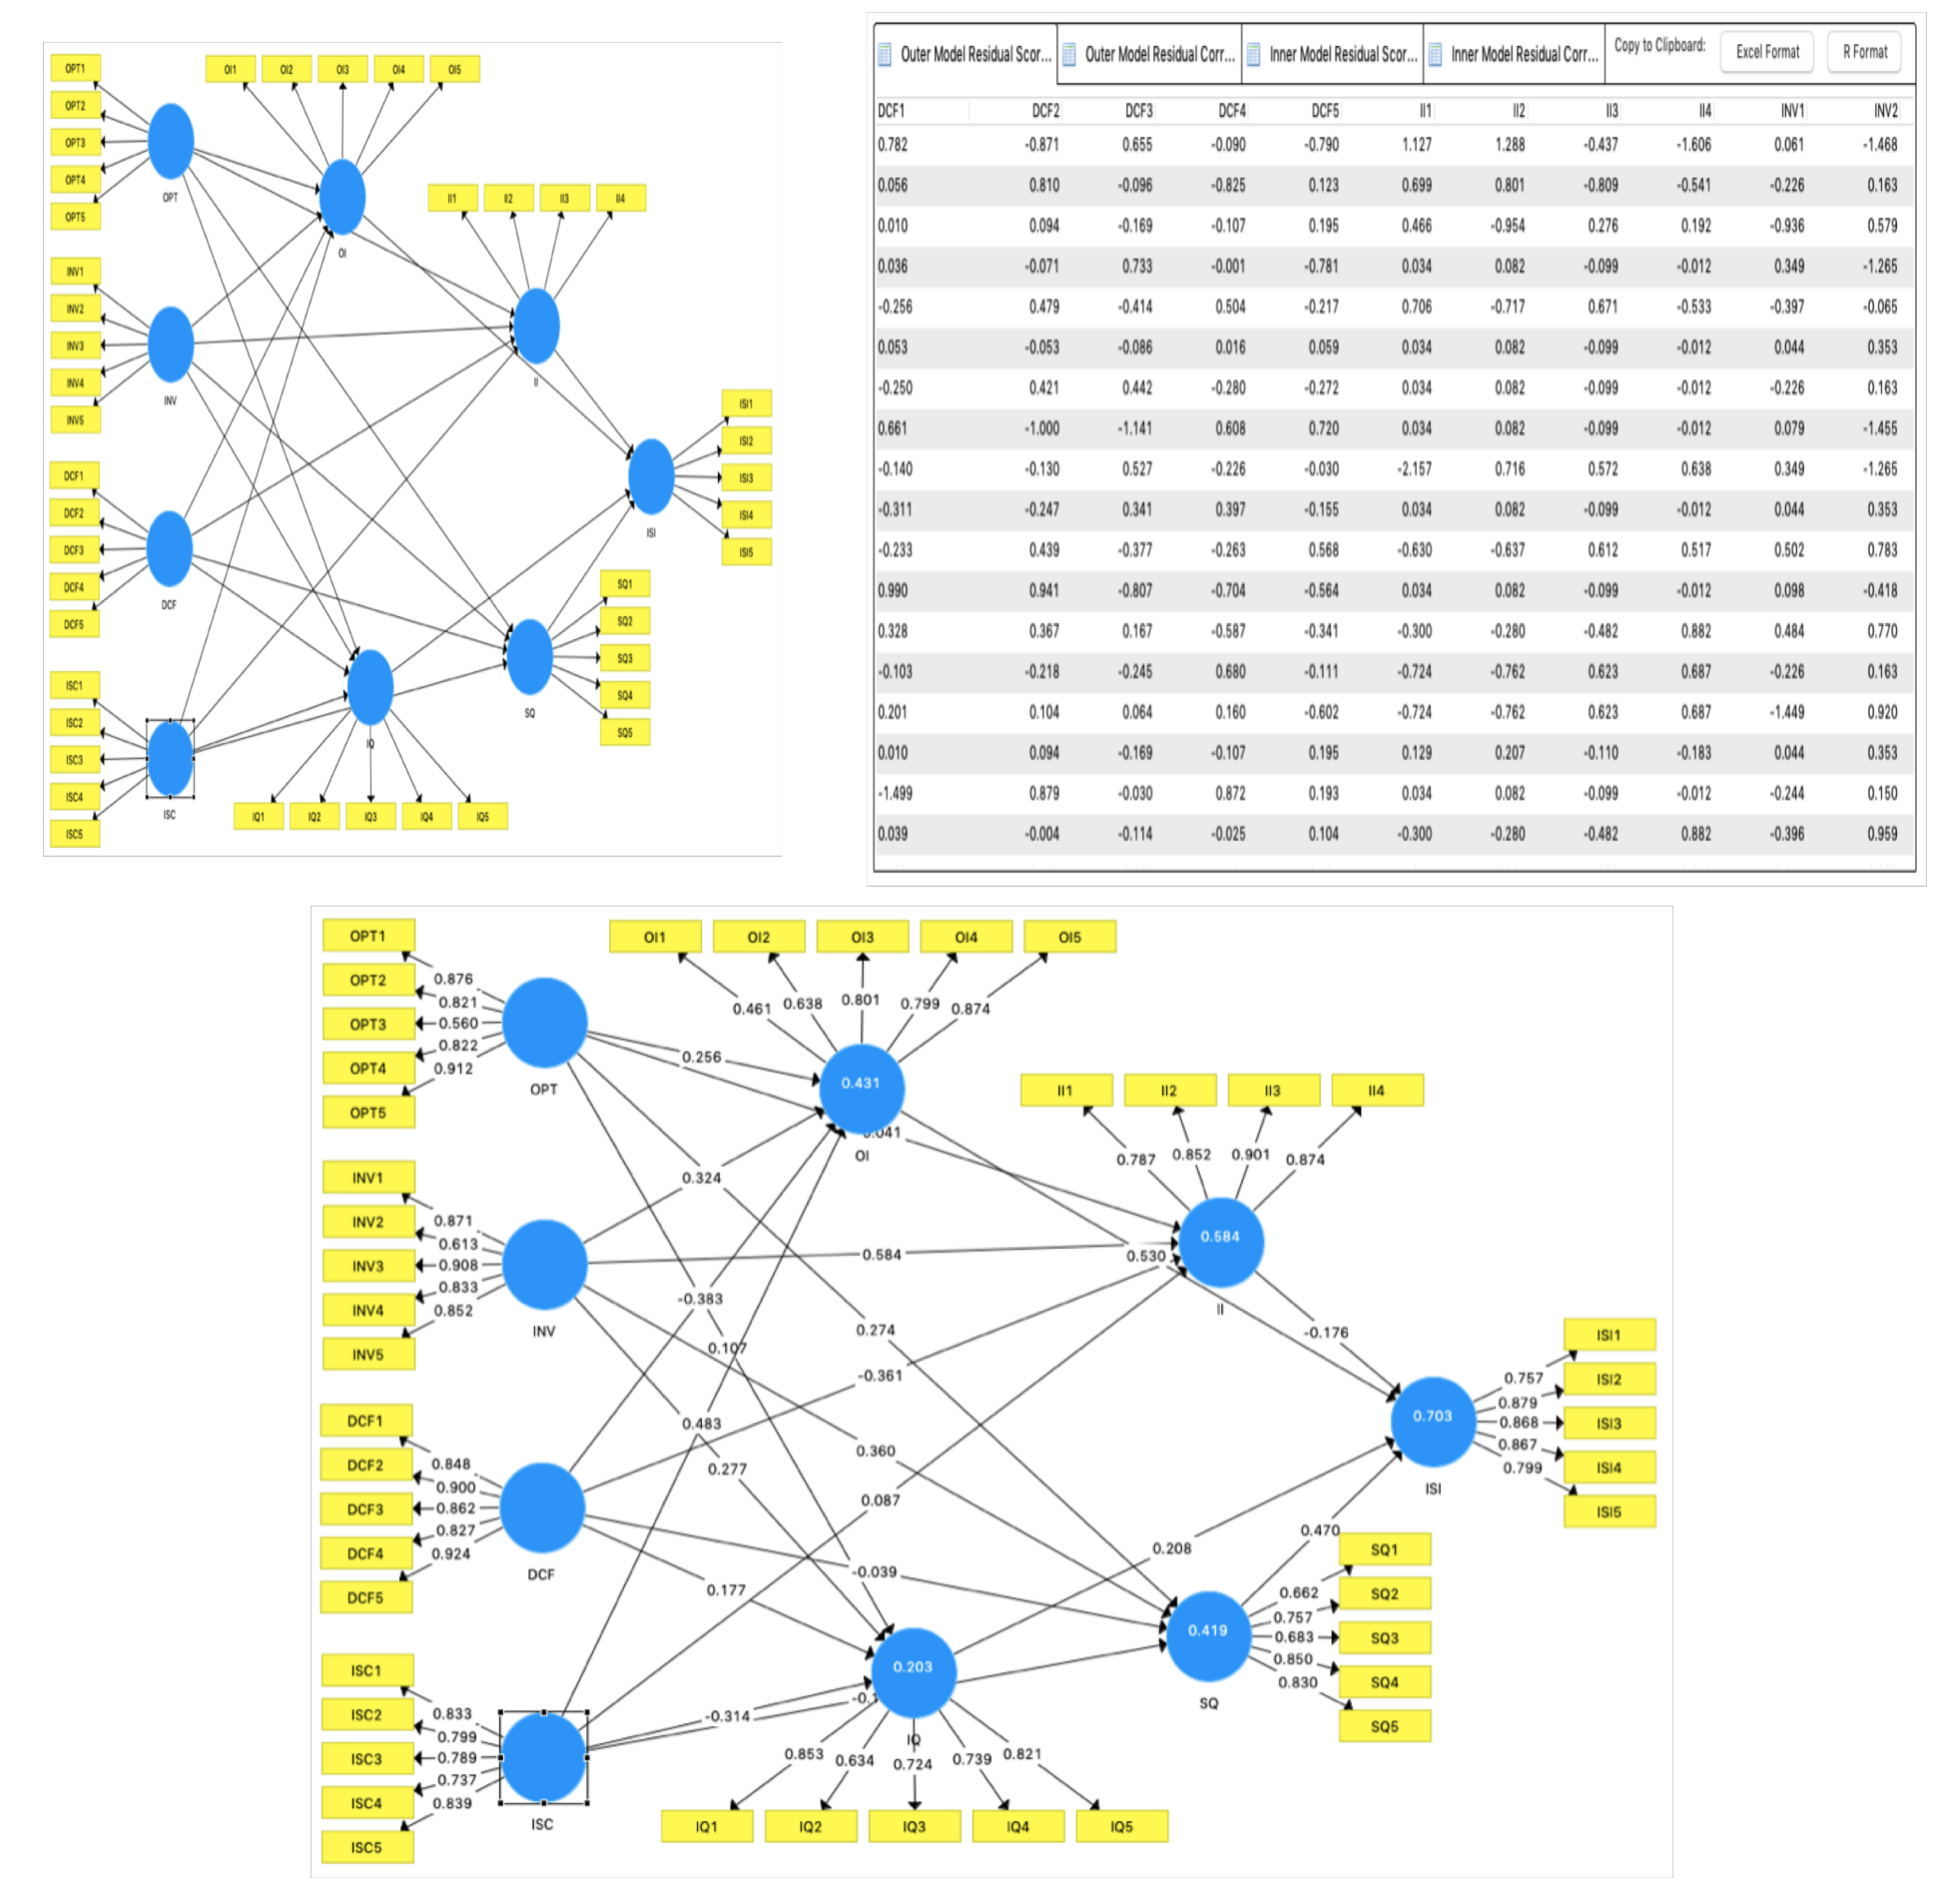 OPT1
OPT2
OPT3
OPT4
OPT5
OPT
OI1 OI2 OI3 OI4 OI5
OI
II1 II2 II3 II4
II
INV1
INV2
INV3
INV4
INV5
INV
ISI1
ISI2
ISI3
ISI4
ISI5
ISI
DCF1
DCF2
DCF3
DCF4
DCF5
DCF
SQ1
SQ2
SQ3
SQ4
SQ5
SQ
ISC1
ISC2
ISC3
ISC4
ISC5
ISC
IQ
IQ1 IQ2 IQ3 IQ4 IQ5
Outer Model Residual Scor... Outer Model Residual Corr... Inner Model Residual Scor... Inner Model Residual Corr... Copy to Clipboard: Excel Format R Format
DCF1 DCF2 DCF3 DCF4 DCF5 II1 II2 II3 II4 INV1 INV2
0.782 -0.871 0.655 -0.090 -0.790 1.127 1.288 -0.437 -1.606 0.061 -1.468
0.056 0.810 -0.096 -0.825 0.123 0.699 0.801 -0.809 -0.541 -0.226 0.163
0.010 0.094 -0.169 -0.107 0.195 0.466 -0.954 0.276 0.192 -0.936 0.579
0.036 -0.071 0.733 -0.001 -0.781 0.034 0.082 -0.099 -0.012 0.349 -1.265
-0.256 0.479 -0.414 0.504 -0.217 0.706 -0.717 0.671 -0.533 -0.397 -0.065
0.053 -0.053 -0.086 0.016 0.059 0.034 0.082 -0.099 -0.012 0.044 0.353
-0.250 0.421 0.442 -0.280 -0.272 0.034 0.082 -0.099 -0.012 -0.226 0.163
0.661 -1.000 -1.141 0.608 0.720 0.034 0.082 -0.099 -0.012 0.079 -1.455
-0.140 -0.130 0.527 -0.226 -0.030 -2.157 0.716 0.572 0.638 0.349 -1.265
-0.311 -0.247 0.341 0.397 -0.155 0.034 0.082 -0.099 -0.012 0.044 0.353
-0.233 0.439 -0.377 -0.263 0.568 -0.630 -0.637 0.612 0.517 0.502 0.783
0.990 0.941 -0.807 -0.704 -0.564 0.034 0.082 -0.099 -0.012 0.098 -0.418
0.328 0.367 0.167 -0.587 -0.341 -0.300 -0.280 -0.482 0.882 0.484 0.770
-0.103 -0.218 -0.245 0.680 -0.111 -0.724 -0.762 0.623 0.687 -0.226 0.163
0.201 0.104 0.064 0.160 -0.602 -0.724 -0.762 0.623 0.687 -1.449 0.920
0.010 0.094 -0.169 -0.107 0.195 0.129 0.207 -0.110 -0.183 0.044 0.353
-1.499 0.879 -0.030 0.872 0.193 0.034 0.082 -0.099 -0.012 -0.244 0.150
0.039 -0.004 -0.114 -0.025 0.104 -0.300 -0.280 -0.482 0.882 -0.396 0.959
OPT1
OPT2
OPT3
OPT4
OPT5
0.876
0.821
0.560
0.822
0.912
OPT
OI1 OI2 OI3 OI4 OI5
0.461 0.638 0.801 0.799 0.874
0.256
0.431
OI
0.041
II1 II2 II3 II4
0.787 0.852 0.901 0.874
0.584
II
INV1
INV2
INV3
INV4
INV5
0.871
0.613
0.908
0.833
0.852
INV
0.324
0.584
0.530
-0.383
0.107
0.274
-0.361
-0.176
ISI1
ISI2
ISI3
ISI4
ISI5
0.757
0.879
0.868
0.867
0.799
0.703
ISI
DCF1
DCF2
DCF3
DCF4
DCF5
0.848
0.900
0.862
0.827
0.924
DCF
0.483
0.277
0.360
0.087
0.177
-0.039
0.208
0.470
SQ1
SQ2
SQ3
SQ4
SQ5
0.662
0.757
0.683
0.850
0.830
0.419
SQ
ISC1
ISC2
ISC3
ISC4
ISC5
0.833
0.799
0.789
0.737
0.839
ISC
-0.314
0.203
IQ
0.853 0.634 0.724 0.739 0.821
IQ1 IQ2 IQ3 IQ4 IQ5